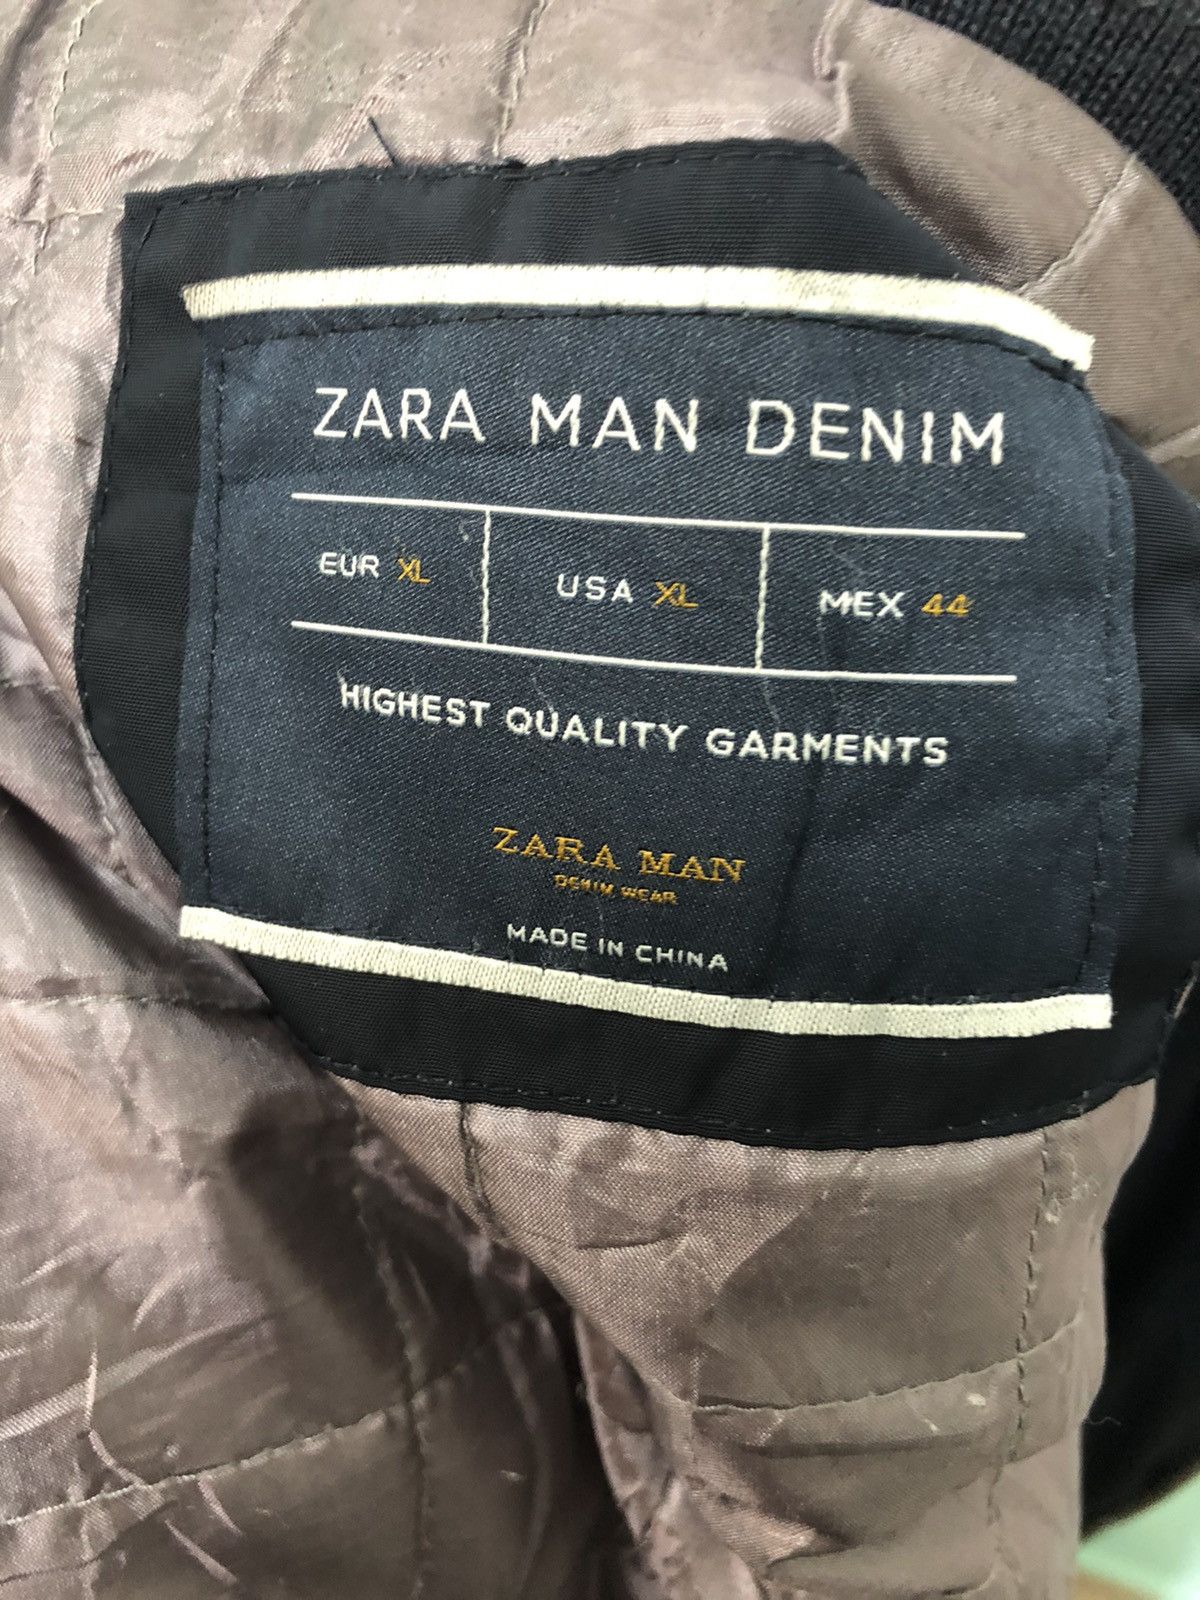 ZARA MAN DENIM
EUR XL USA XL MEX 44
HIGHEST QUALITY GARMENTS
ZARA MAN
DENIM WEAR
MADE IN CHINA